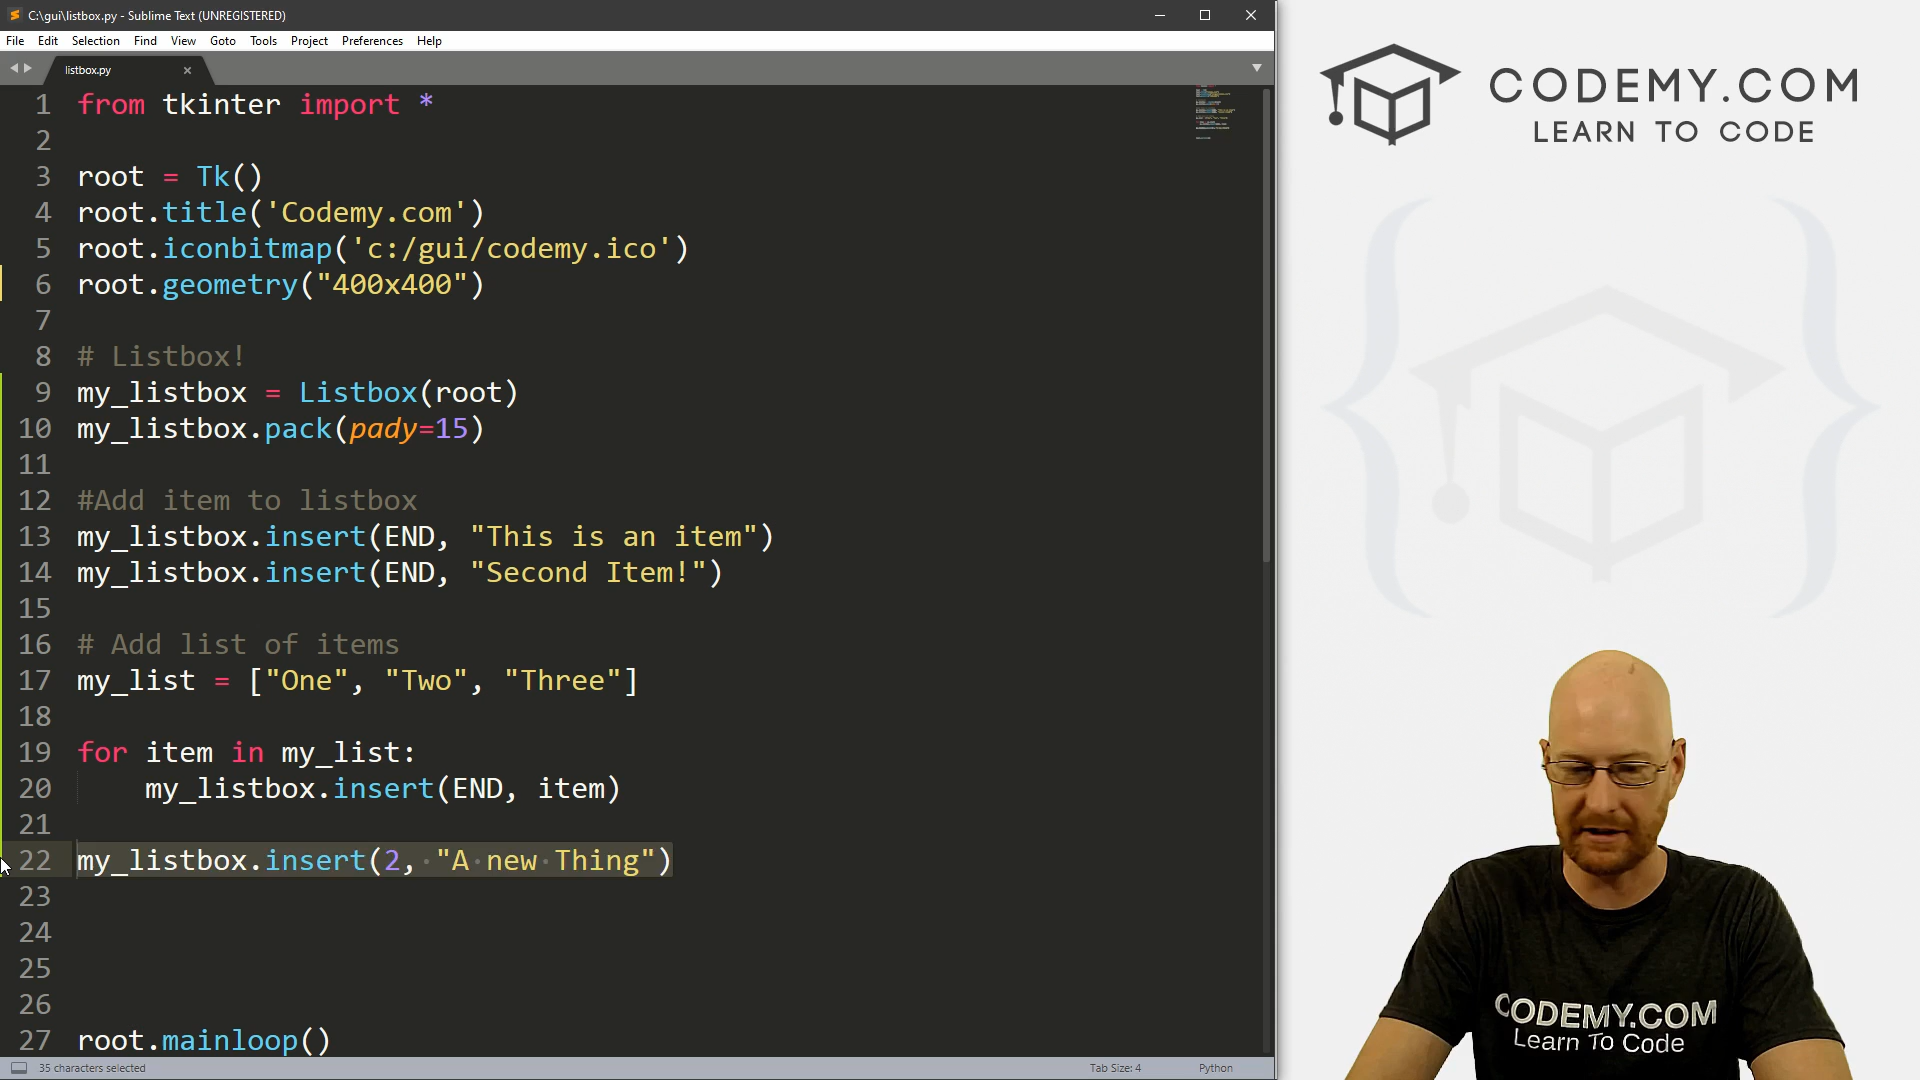 C:\gui\listbox.py - Sublime Text (UNREGISTERED)
File Edit Selection Find View Goto Tools Project Preferences Help
listbox.py
1 from tkinter import *
2
3 root = Tk()
4 root.title('Codemy.com')
5 root.iconbitmap('c:/gui/codemy.ico')
6 root.geometry("400x400")
7
8 # Listbox!
9 my_listbox = Listbox(root)
10 my_listbox.pack(pady=15)
11
12 #Add item to listbox
13 my_listbox.insert(END, "This is an item")
14 my_listbox.insert(END, "Second Item!")
15
16 # Add list of items
17 my_list = ["One", "Two", "Three"]
18
19 for item in my_list:
20     my_listbox.insert(END, item)
21
22 my_listbox.insert(2, "A new Thing")
23
24
25
26
27 root.mainloop()
35 characters selected
Tab Size: 4
Python
CODEMY.COM
LEARN TO CODE
CODEMY.COM
Learn To Code